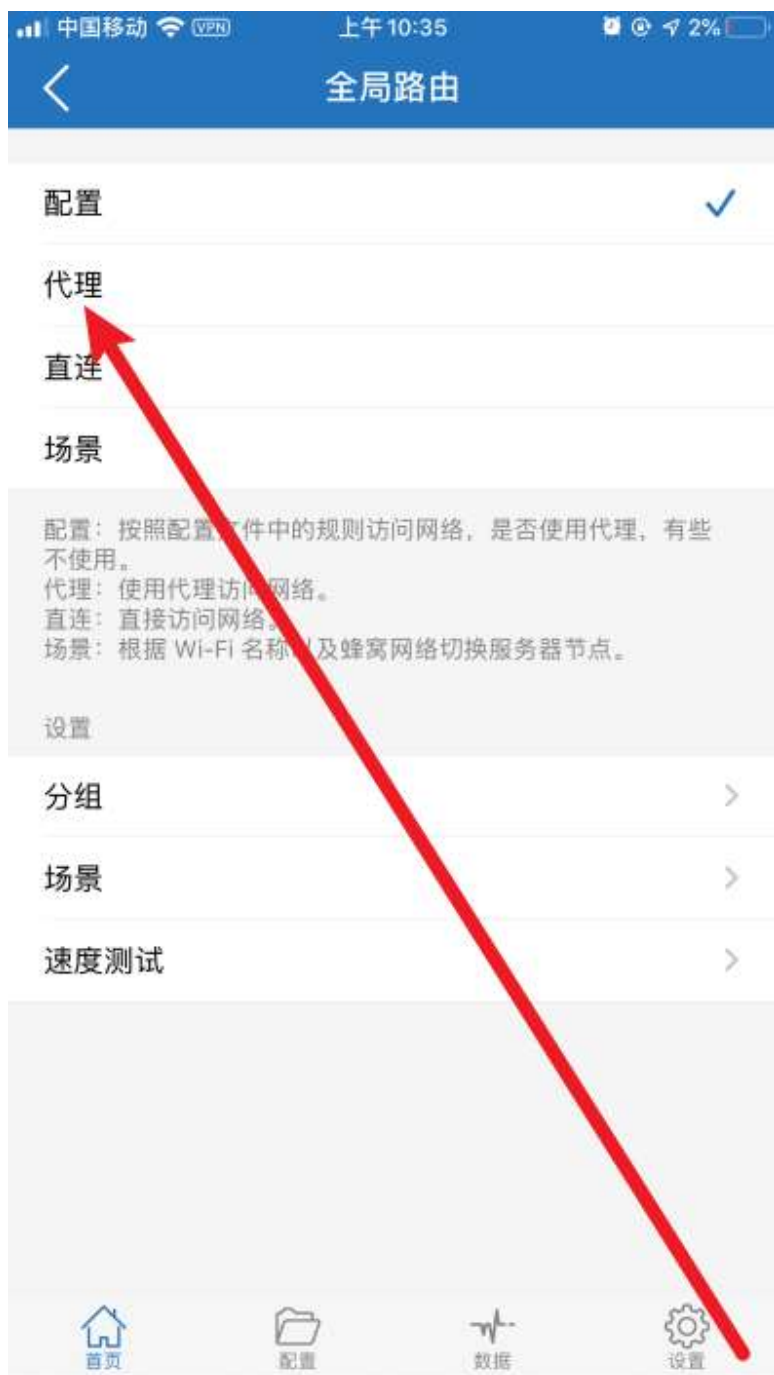 中国移动 VPN 上午10:35 2%
全局路由
配置
代理
直连
场景
配置：按照配置文件中的规则访问网络，是否使用代理，有些
不使用。
代理：使用代理访问网络。
直连：直接访问网络。
场景：根据 Wi-Fi 名称以及蜂窝网络切换服务器节点。
设置
分组
场景
速度测试
首页 配置 数据 设置